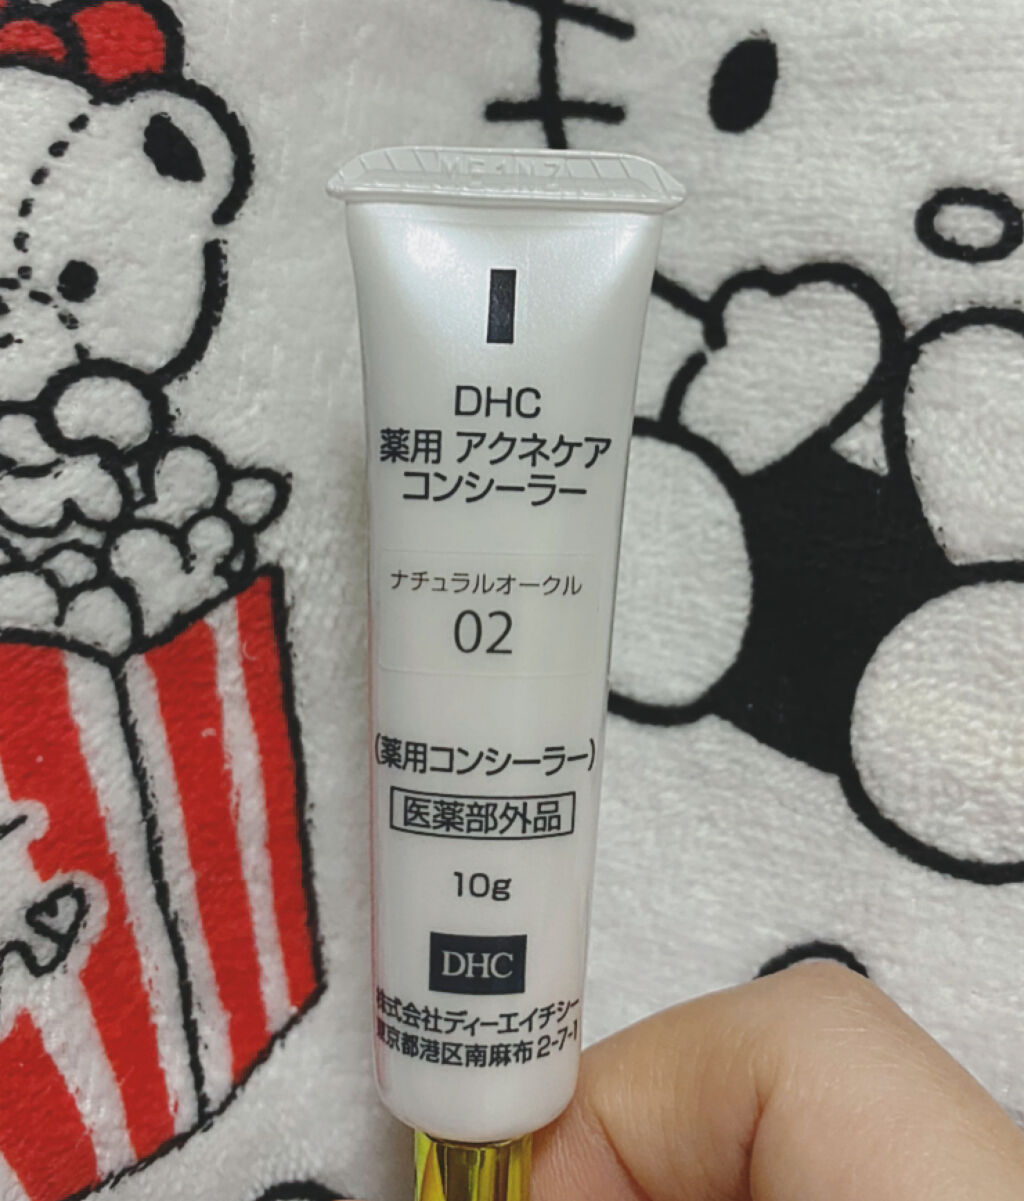 DHC
薬用 アクネケア
コンシーラー
ナチュラルオークル
02
(薬用コンシーラー)
医薬部外品
10g
DHC
株式会社ディーエイチシー
東京都港区南麻布2-7-1